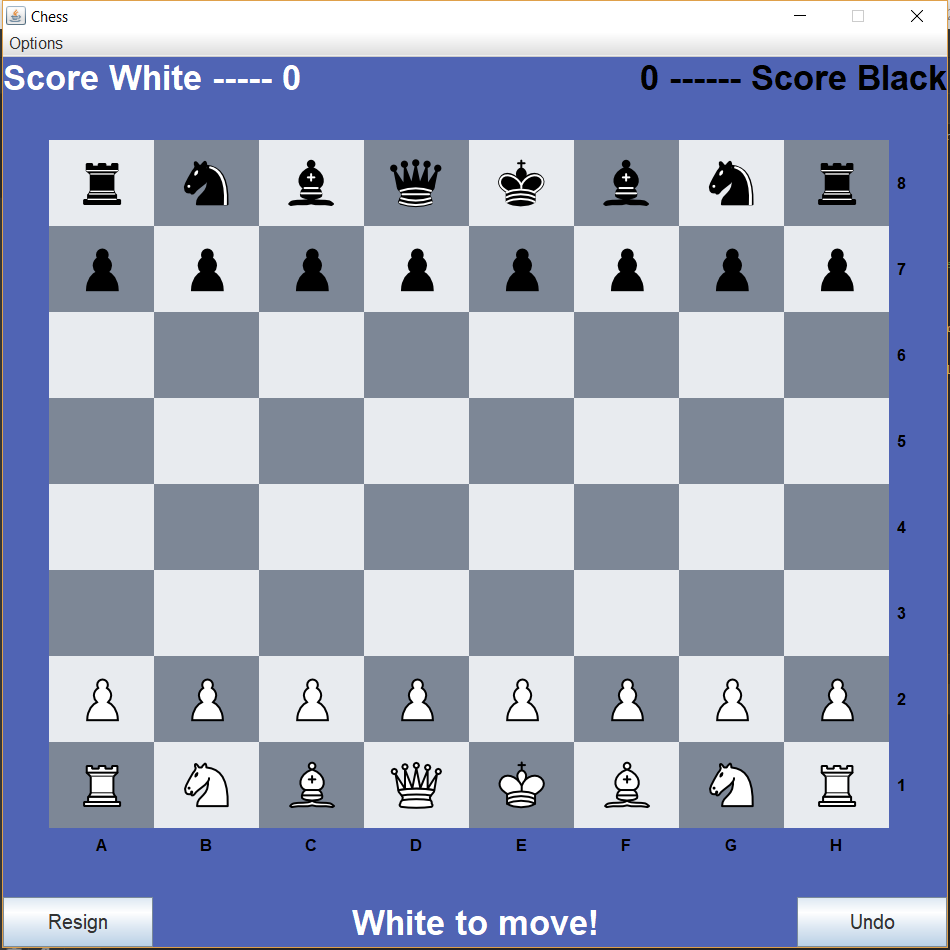 Chess
Options
Score White ----- 0
0 ------ Score Black
8
7
6
5
4
3
2
1
A B C D E F G H
Resign
White to move!
Undo